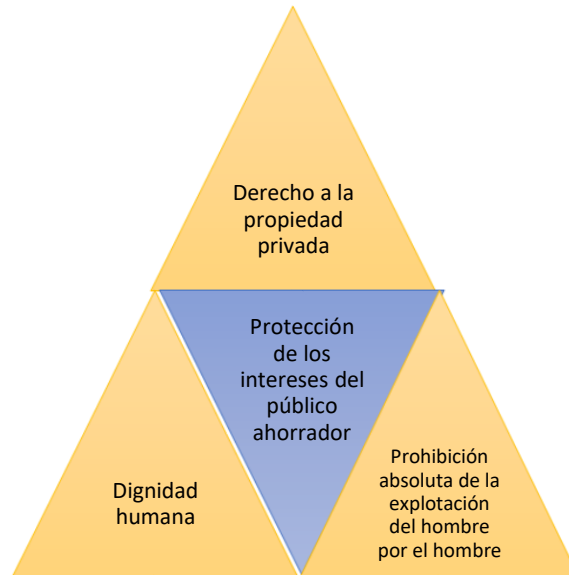 Derecho a la
propiedad
privada
Protección
de los
intereses del
público
ahorrador
Dignidad
humana
Prohibición
absoluta de la
explotación
del hombre
por el hombre